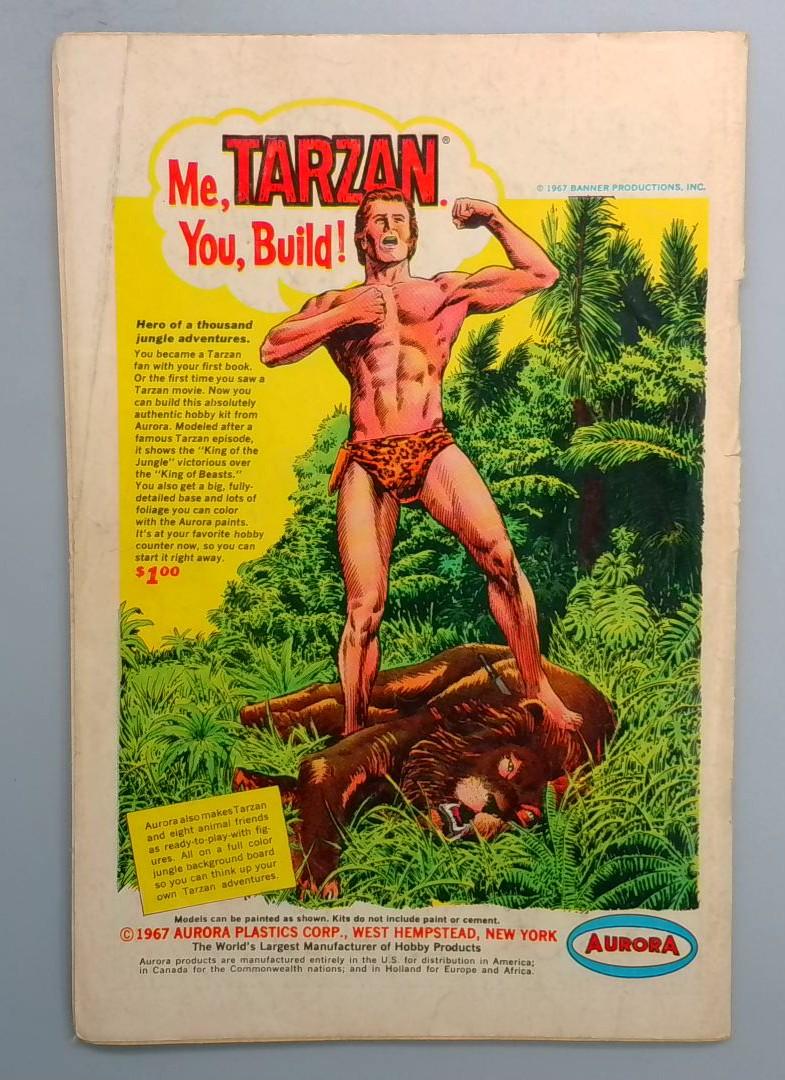 Me, TARZAN®.
You, Build!
© 1967 BANNER PRODUCTIONS, INC.
Hero of a thousand
jungle adventures.
You became a Tarzan
fan with your first book.
Or the first time you saw a
Tarzan movie. Now you
can build this absolutely
authentic hobby kit from
Aurora. Modeled after a
famous Tarzan episode,
it shows the "King of the
Jungle" victorious over
the "King of Beasts."
You also get a big, fully-
detailed base and lots of
foliage you can color
with the Aurora paints.
It's at your favorite hobby
counter now, so you can
start it right away.
$1.00
Aurora also makes Tarzan
and eight animal friends
as ready-to-play-with fig-
ures. All on a full color
jungle background board
so you can think up your
own Tarzan adventures.
Models can be painted as shown. Kits do not include paint or cement.
© 1967 AURORA PLASTICS CORP., WEST HEMPSTEAD, NEW YORK
The World's Largest Manufacturer of Hobby Products
Aurora products are manufactured entirely in the U.S. for distribution in America;
in Canada for the Commonwealth nations; and in Holland for Europe and Africa.
AURORA